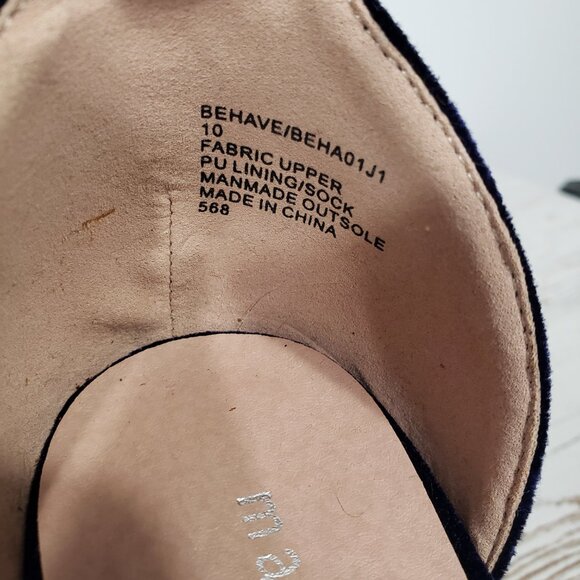 BEHAVE/BEHA01J1
10
FABRIC UPPER
PU LINING/SOCK
MANMADE OUTSOLE
MADE IN CHINA
568